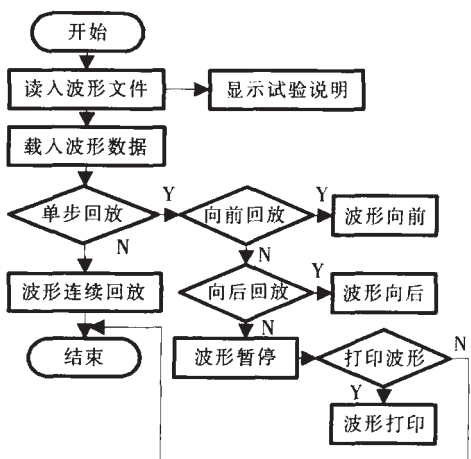 开始
读入波形文件
显示试验说明
载入波形数据
单步回放
Y
向前回放
Y
波形向前
N
N
波形连续回放
向后回放
Y
波形向后
N
结束
波形暂停
打印波形
N
Y
波形打印